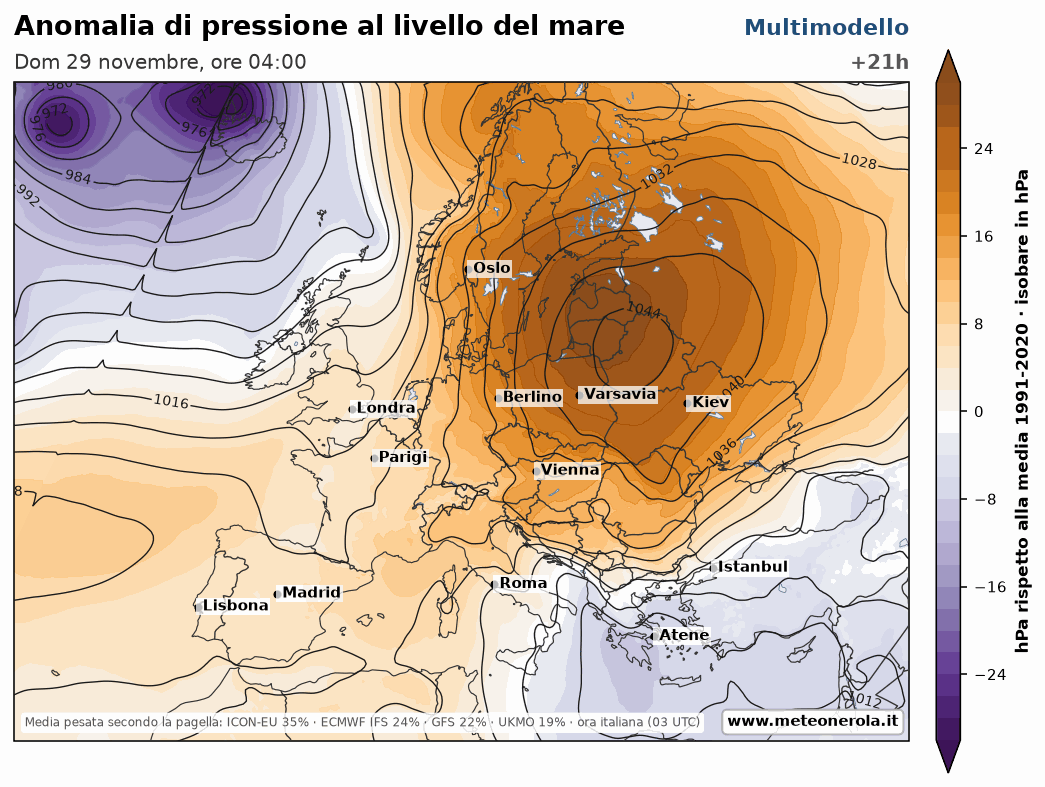 Anomalia di pressione al livello del mare
Multimodello
Dom 29 novembre, ore 04:00
+21h
980
972
976
972
976
984
992
1028
1032
Oslo
1044
Berlino
Varsavia
Kiev
1040
1016
Londra
1036
Parigi
Vienna
8
Istanbul
Roma
Madrid
Lisbona
Atene
1012
Media pesata secondo la pagella: ICON-EU 35% · ECMWF IFS 24% · GFS 22% · UKMO 19% · ora italiana (03 UTC)
www.meteonerola.it
24
16
8
0
−8
−16
−24
hPa rispetto alla media 1991-2020 · isobare in hPa